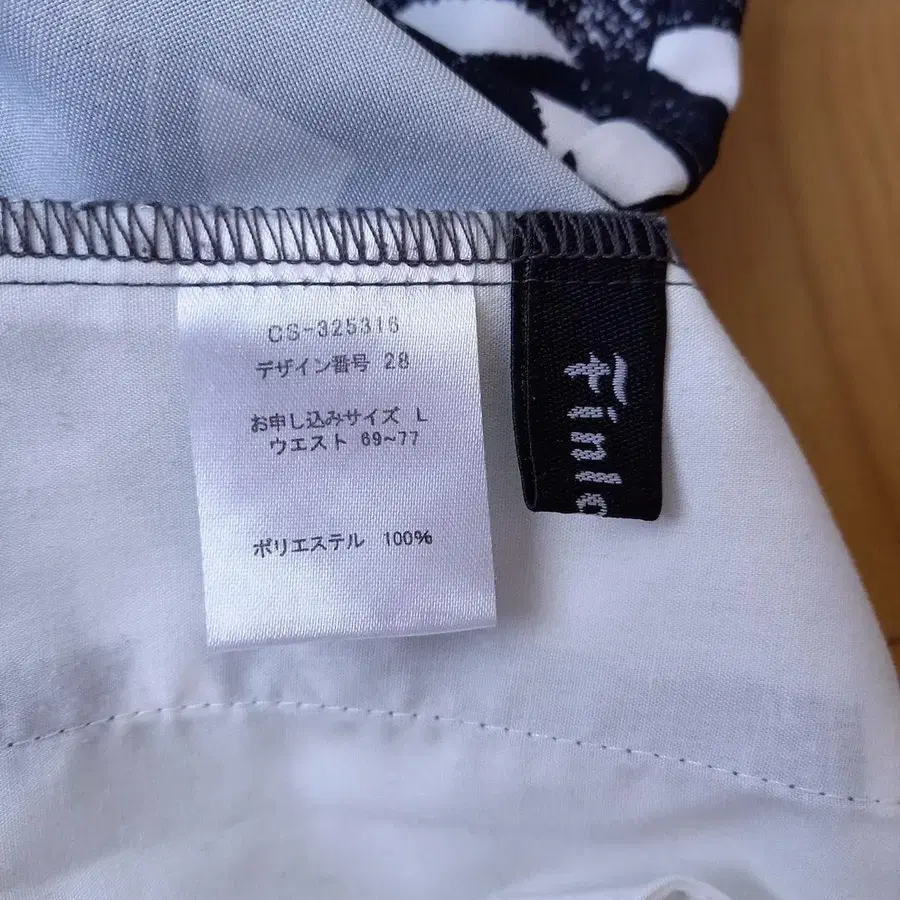 CS-325316
デザイン番号 28
お申し込みサイズ L
ウエスト 69~77
ポリエステル 100%